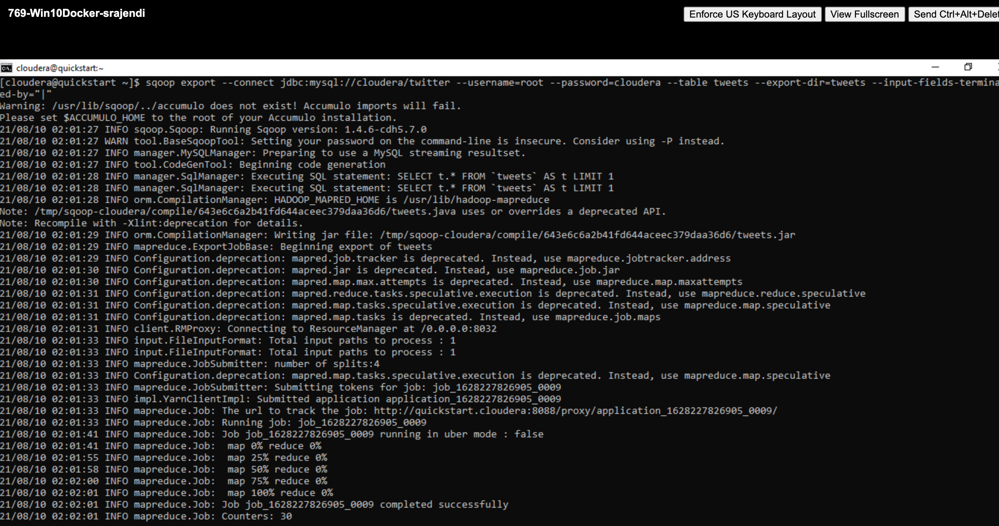 769-Win10Docker-srajendi
Enforce US Keyboard Layout View Fullscreen Send Ctrl+Alt+Delet
cloudera@quickstart:~
[cloudera@quickstart ~]$ sqoop export --connect jdbc:mysql://cloudera/twitter --username=root --password=cloudera --table tweets --export-dir=tweets --input-fields-termina
ed-by="|"
Warning: /usr/lib/sqoop/../accumulo does not exist! Accumulo imports will fail.
Please set $ACCUMULO_HOME to the root of your Accumulo installation.
21/08/10 02:01:27 INFO sqoop.Sqoop: Running Sqoop version: 1.4.6-cdh5.7.0
21/08/10 02:01:27 WARN tool.BaseSqoopTool: Setting your password on the command-line is insecure. Consider using -P instead.
21/08/10 02:01:27 INFO manager.MySQLManager: Preparing to use a MySQL streaming resultset.
21/08/10 02:01:27 INFO tool.CodeGenTool: Beginning code generation
21/08/10 02:01:28 INFO manager.SqlManager: Executing SQL statement: SELECT t.* FROM `tweets` AS t LIMIT 1
21/08/10 02:01:28 INFO manager.SqlManager: Executing SQL statement: SELECT t.* FROM `tweets` AS t LIMIT 1
21/08/10 02:01:28 INFO orm.CompilationManager: HADOOP_MAPRED_HOME is /usr/lib/hadoop-mapreduce
Note: /tmp/sqoop-cloudera/compile/643e6c6a2b41fd644aceec379daa36d6/tweets.java uses or overrides a deprecated API.
Note: Recompile with -Xlint:deprecation for details.
21/08/10 02:01:29 INFO orm.CompilationManager: Writing jar file: /tmp/sqoop-cloudera/compile/643e6c6a2b41fd644aceec379daa36d6/tweets.jar
21/08/10 02:01:29 INFO mapreduce.ExportJobBase: Beginning export of tweets
21/08/10 02:01:29 INFO Configuration.deprecation: mapred.job.tracker is deprecated. Instead, use mapreduce.jobtracker.address
21/08/10 02:01:30 INFO Configuration.deprecation: mapred.jar is deprecated. Instead, use mapreduce.job.jar
21/08/10 02:01:30 INFO Configuration.deprecation: mapred.map.max.attempts is deprecated. Instead, use mapreduce.map.maxattempts
21/08/10 02:01:31 INFO Configuration.deprecation: mapred.reduce.tasks.speculative.execution is deprecated. Instead, use mapreduce.reduce.speculative
21/08/10 02:01:31 INFO Configuration.deprecation: mapred.map.tasks.speculative.execution is deprecated. Instead, use mapreduce.map.speculative
21/08/10 02:01:31 INFO Configuration.deprecation: mapred.map.tasks is deprecated. Instead, use mapreduce.job.maps
21/08/10 02:01:31 INFO client.RMProxy: Connecting to ResourceManager at /0.0.0.0:8032
21/08/10 02:01:33 INFO input.FileInputFormat: Total input paths to process : 1
21/08/10 02:01:33 INFO input.FileInputFormat: Total input paths to process : 1
21/08/10 02:01:33 INFO mapreduce.JobSubmitter: number of splits:4
21/08/10 02:01:33 INFO Configuration.deprecation: mapred.map.tasks.speculative.execution is deprecated. Instead, use mapreduce.map.speculative
21/08/10 02:01:33 INFO mapreduce.JobSubmitter: Submitting tokens for job: job_1628227826905_0009
21/08/10 02:01:33 INFO impl.YarnClientImpl: Submitted application application_1628227826905_0009
21/08/10 02:01:33 INFO mapreduce.Job: The url to track the job: http://quickstart.cloudera:8088/proxy/application_1628227826905_0009/
21/08/10 02:01:33 INFO mapreduce.Job: Running job: job_1628227826905_0009
21/08/10 02:01:41 INFO mapreduce.Job: Job job_1628227826905_0009 running in uber mode : false
21/08/10 02:01:41 INFO mapreduce.Job:  map 0% reduce 0%
21/08/10 02:01:55 INFO mapreduce.Job:  map 25% reduce 0%
21/08/10 02:01:58 INFO mapreduce.Job:  map 50% reduce 0%
21/08/10 02:02:00 INFO mapreduce.Job:  map 75% reduce 0%
21/08/10 02:02:01 INFO mapreduce.Job:  map 100% reduce 0%
21/08/10 02:02:01 INFO mapreduce.Job: Job job_1628227826905_0009 completed successfully
21/08/10 02:02:01 INFO mapreduce.Job: Counters: 30